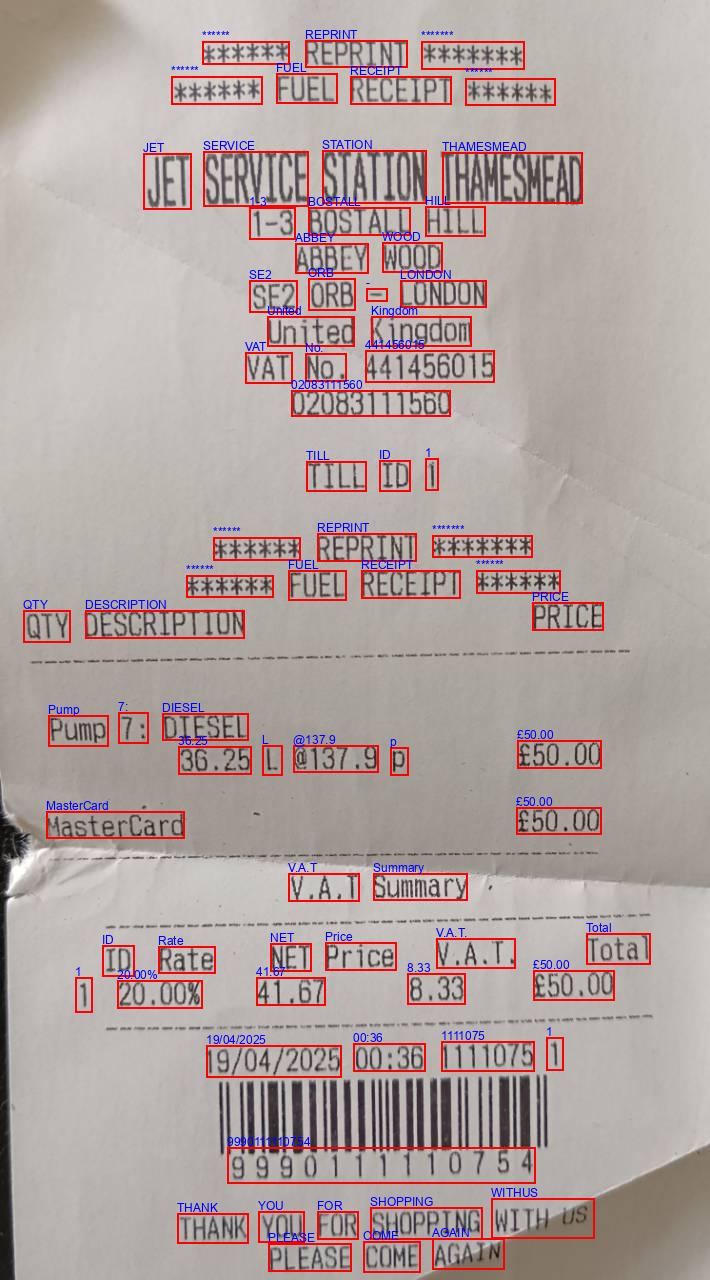 ****** REPRINT *******
****** FUEL RECEIPT ******
JET SERVICE STATION THAMESMEAD
1-3 BOSTALL HILL
ABBEY WOOD
SE2 ORB - LONDON
United Kingdom
VAT No. 441456015
02083111560
TILL ID 1
****** REPRINT *******
****** FUEL RECEIPT ******
QTY DESCRIPTION PRICE
Pump 7: DIESEL
36.25 L @137.9 p £50.00
MasterCard £50.00
V.A.T Summary
ID Rate NET Price V.A.T. Total
1 20.00% 41.67 8.33 £50.00
19/04/2025 00:36 1111075 1
9990111110754
THANK YOU FOR SHOPPING WITH US
PLEASE COME AGAIN